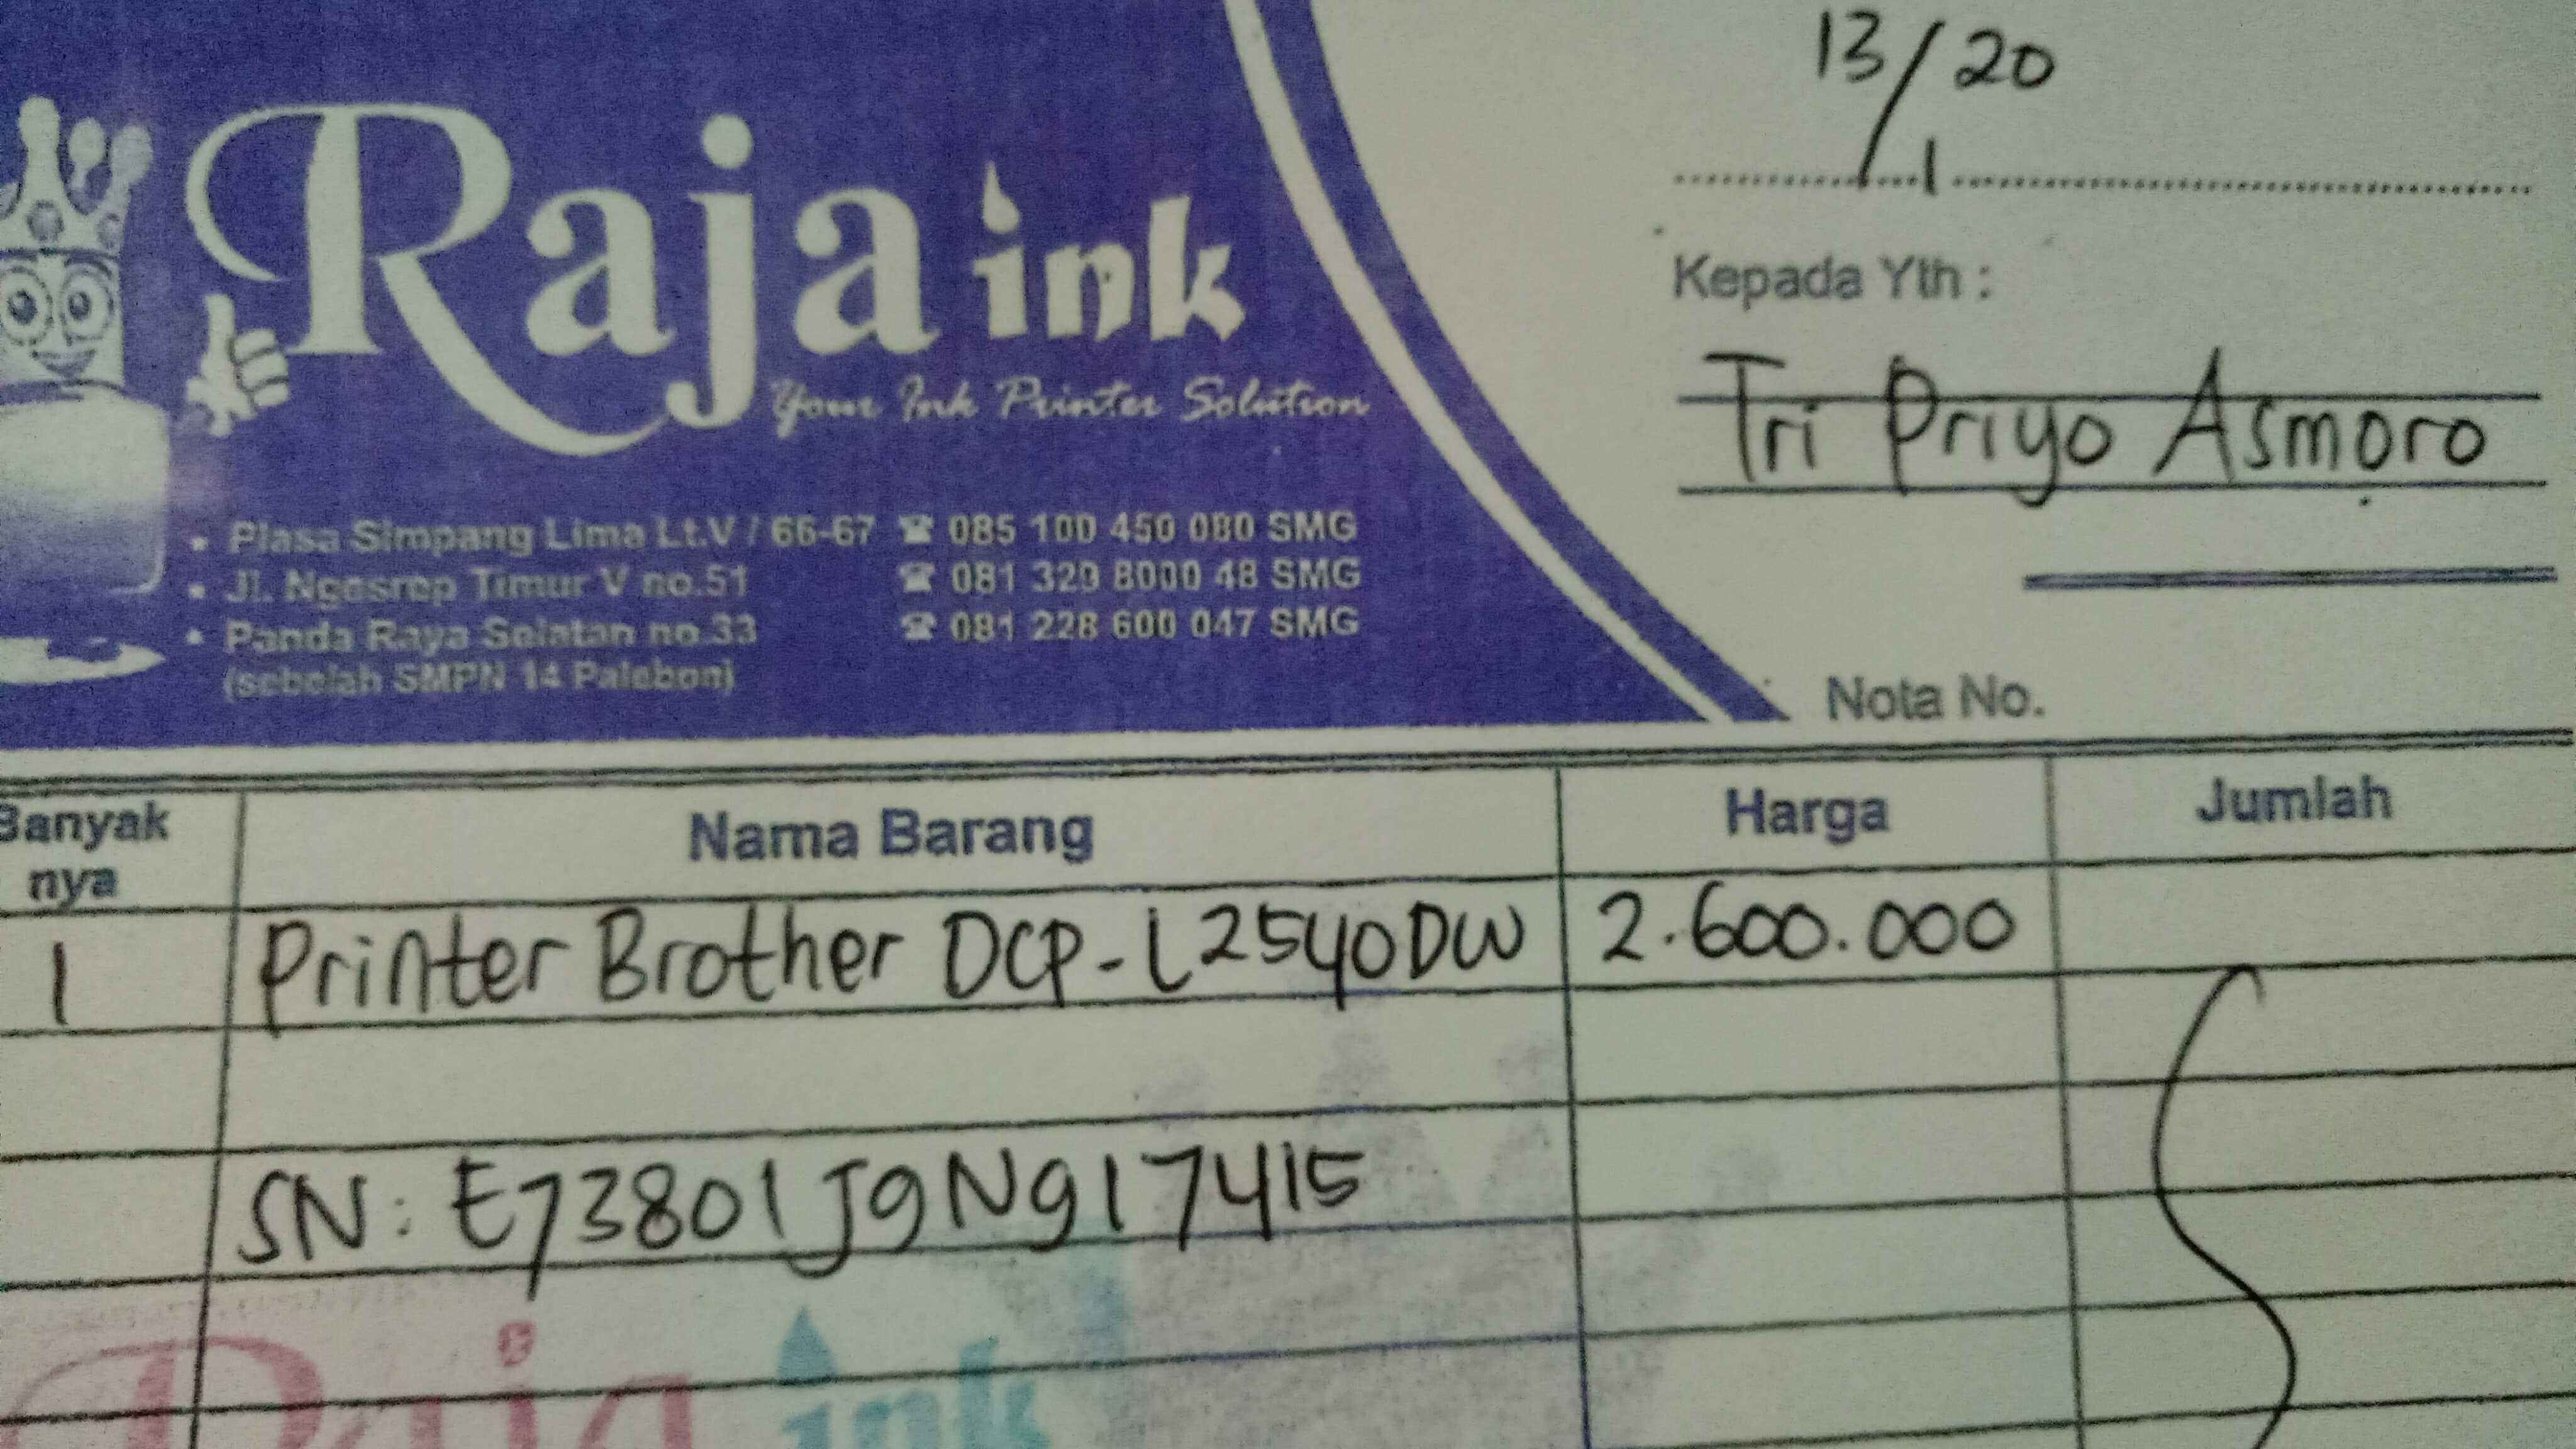 13/1 20
Raja ink
Your Ink Printer Solution
Kepada Yth :
Tri Priyo Asmoro
• Plasa Simpang Lima Lt.V / 66-67 ☎ 085 100 450 080 SMG
• Jl. Ngesrep Timur V no.51 ☎ 081 329 8000 48 SMG
• Panda Raya Selatan no.33 ☎ 081 228 600 047 SMG
(sebelah SMPN 14 Palebon)
Nota No.
Banyak nya Nama Barang Harga Jumlah
1 Printer Brother DCP-L2540DW 2.600.000
SN: E73801J9N917415
Raja ink